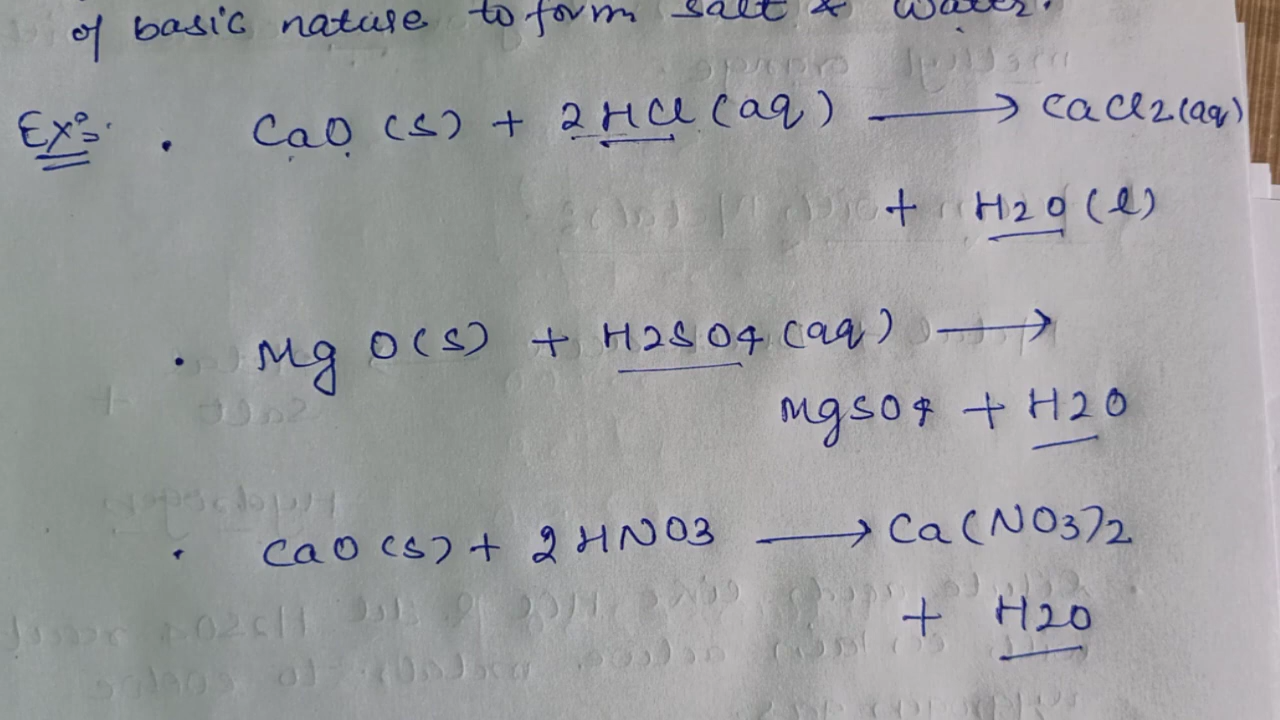 of basic nature to form salt & water.
Exs: . CaO (s) + 2HCl (aq) ⟶ CaCl2(aq)
+ H2O (l)
. MgO(s) + H2SO4 (aq) ⟶
MgSO4 + H2O
. CaO (s) + 2HNO3 ⟶ Ca(NO3)2
+ H2O